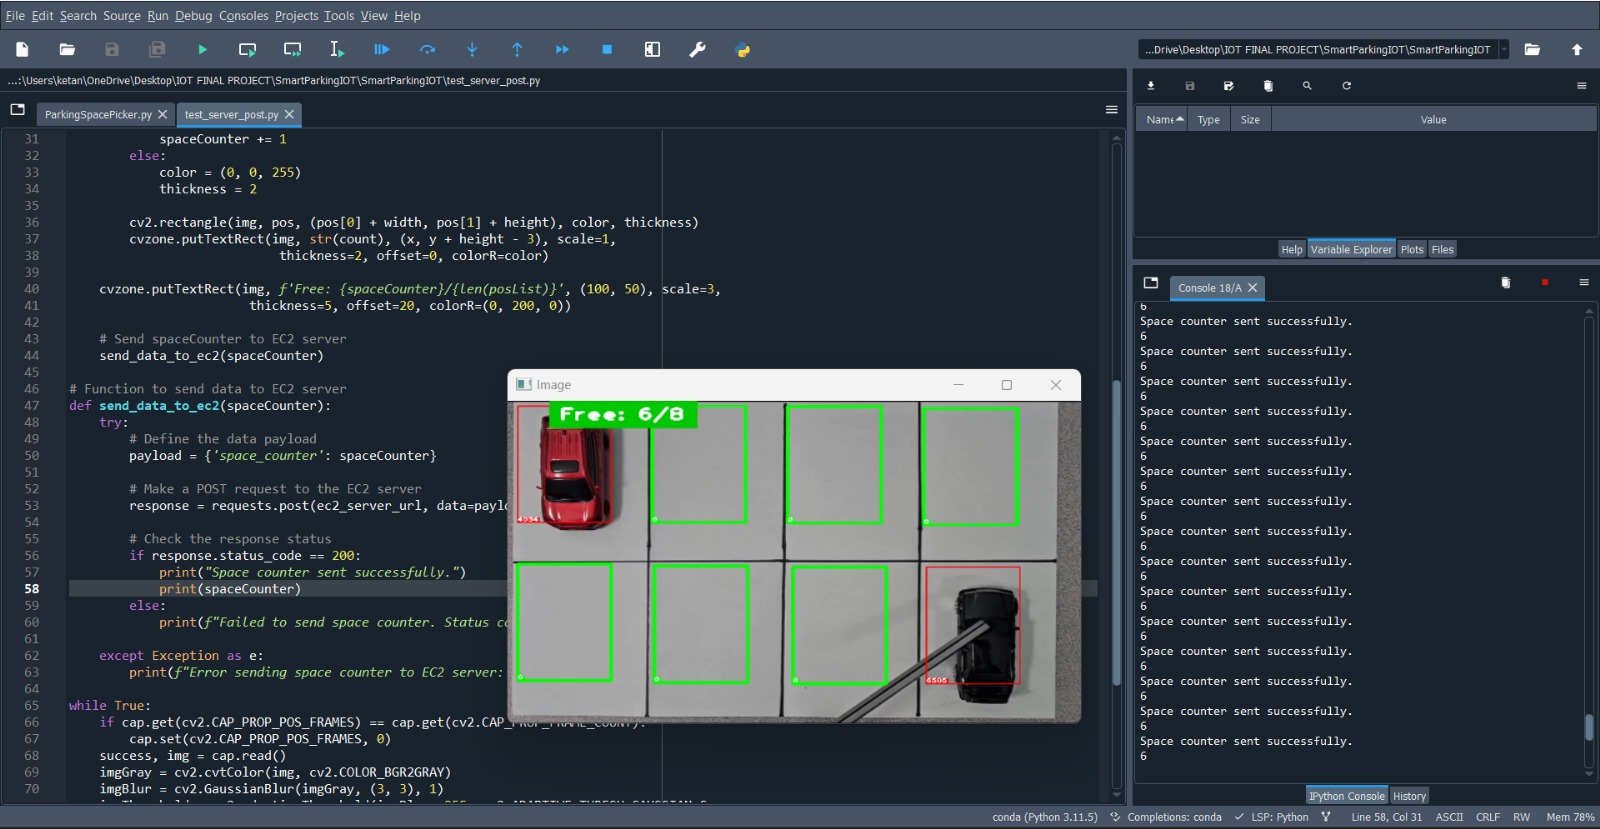 File Edit Search Source Run Debug Consoles Projects Tools View Help
...Drive\Desktop\IOT FINAL PROJECT\SmartParkingIOT\SmartParkingIOT
...:\Users\ketan\OneDrive\Desktop\IOT FINAL PROJECT\SmartParkingIOT\SmartParkingIOT\test_server_post.py
ParkingSpacePicker.py test_server_post.py
31 spaceCounter += 1
32 else:
33 color = (0, 0, 255)
34 thickness = 2
35
36 cv2.rectangle(img, pos, (pos[0] + width, pos[1] + height), color, thickness)
37 cvzone.putTextRect(img, str(count), (x, y + height - 3), scale=1,
38 thickness=2, offset=0, colorR=color)
39
40 cvzone.putTextRect(img, f'Free: {spaceCounter}/{len(posList)}', (100, 50), scale=3,
41 thickness=5, offset=20, colorR=(0, 200, 0))
42
43 # Send spaceCounter to EC2 server
44 send_data_to_ec2(spaceCounter)
45
46 # Function to send data to EC2 server
47 def send_data_to_ec2(spaceCounter):
48 try:
49 # Define the data payload
50 payload = {'space_counter': spaceCounter}
51
52 # Make a POST request to the EC2 server
53 response = requests.post(ec2_server_url, data=paylo
54
55 # Check the response status
56 if response.status_code == 200:
57 print("Space counter sent successfully.")
58 print(spaceCounter)
59 else:
60 print(f"Failed to send space counter. Status co
61
62 except Exception as e:
63 print(f"Error sending space counter to EC2 server:
64
65 while True:
66 if cap.get(cv2.CAP_PROP_POS_FRAMES) == cap.get(cv2.CAP_PROP_FRAME_COUNT):
67 cap.set(cv2.CAP_PROP_POS_FRAMES, 0)
68 success, img = cap.read()
69 imgGray = cv2.cvtColor(img, cv2.COLOR_BGR2GRAY)
70 imgBlur = cv2.GaussianBlur(imgGray, (3, 3), 1)
Image
Free: 6/8
4934
0
0
0
0
0
0
6505
Name Type Size Value
Help Variable Explorer Plots Files
Console 18/A
6
Space counter sent successfully.
6
Space counter sent successfully.
6
Space counter sent successfully.
6
Space counter sent successfully.
6
Space counter sent successfully.
6
Space counter sent successfully.
6
Space counter sent successfully.
6
Space counter sent successfully.
6
Space counter sent successfully.
6
Space counter sent successfully.
6
Space counter sent successfully.
6
Space counter sent successfully.
6
Space counter sent successfully.
6
Space counter sent successfully.
6
Space counter sent successfully.
6
IPython Console History
conda (Python 3.11.5) Completions: conda LSP: Python Line 58, Col 31 ASCII CRLF RW Mem 78%